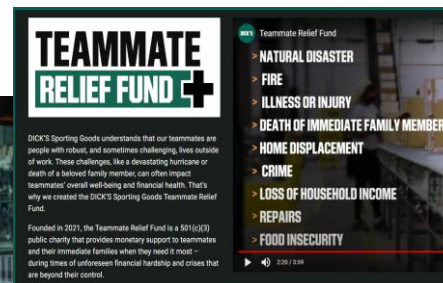 TEAMMATE
RELIEF FUND
DICK'S Sporting Goods understands that our teammates are
people with robust, and sometimes challenging, lives outside
of work. These challenges, like a devastating hurricane or
death of a beloved family member, can often impact
teammates' overall well-being and financial health. That's
why we created the DICK'S Sporting Goods Teammate Relief
Fund.
Founded in 2021, the Teammate Relief Fund is a 501(c)(3)
public charity that provides monetary support to teammates
and their immediate families when they need it most –
during times of unforeseen financial hardship and crises that
are beyond their control.
DICK'S Teammate Relief Fund
> NATURAL DISASTER
> FIRE
> ILLNESS OR INJURY
> DEATH OF IMMEDIATE FAMILY MEMBER
> HOME DISPLACEMENT
> CRIME
> LOSS OF HOUSEHOLD INCOME
> REPAIRS
> FOOD INSECURITY
2:20 / 3:59